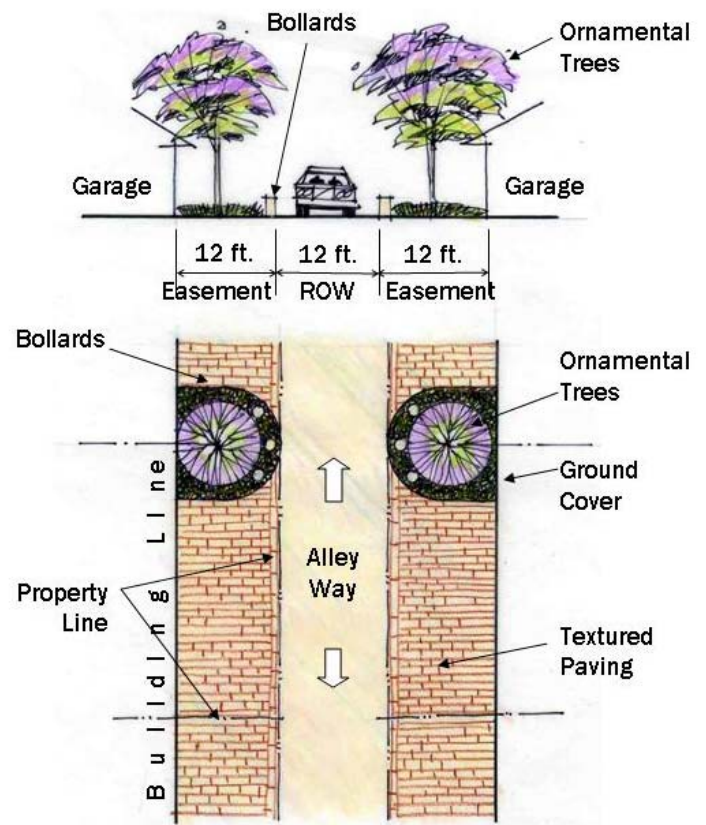 Bollards
Ornamental
Trees
Garage
Garage
12 ft.
12 ft.
12 ft.
Easement
ROW
Easement
Bollards
Ornamental
Trees
Ground
Cover
Building Line
Alley
Way
Property
Line
Textured
Paving